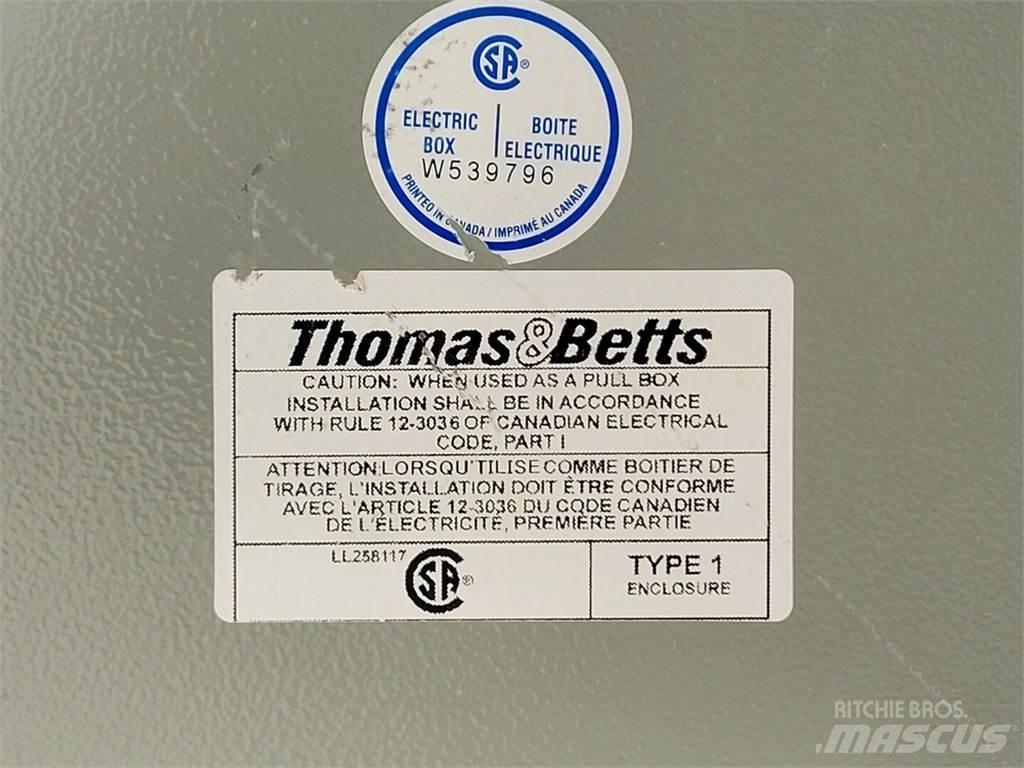 CSA®
ELECTRIC BOX | BOITE ELECTRIQUE
W539796
PRINTED IN CANADA / IMPRIMÉ AU CANADA
Thomas&Betts
CAUTION: WHEN USED AS A PULL BOX
INSTALLATION SHALL BE IN ACCORDANCE
WITH RULE 12-3036 OF CANADIAN ELECTRICAL
CODE, PART I
ATTENTION:LORSQU'TILISE COMME BOITIER DE
TIRAGE, L'INSTALLATION DOIT ÊTRE CONFORME
AVEC L'ARTICLE 12-3036 DU CODE CANADIEN
DE L'ÉLECTRICITÉ, PREMIÈRE PARTIE
LL258117
CSA®
TYPE 1
ENCLOSURE
RITCHIE BROS.
MASCUS